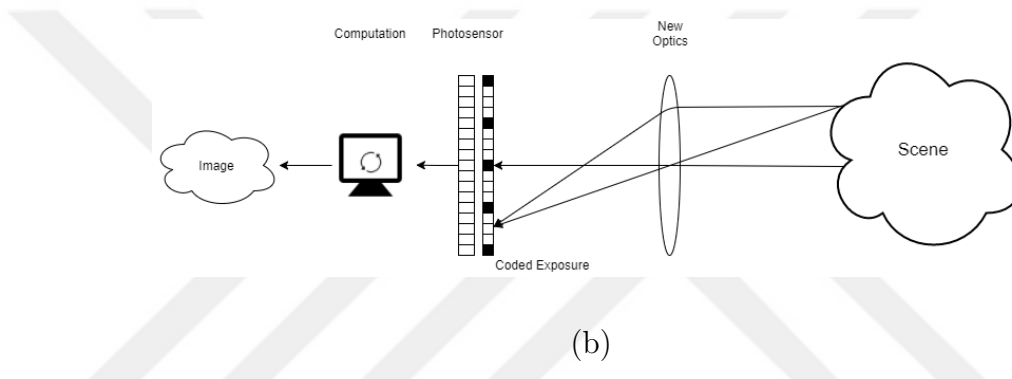 Computation
Photosensor
New
Optics
Image
Scene
Coded Exposure
(b)